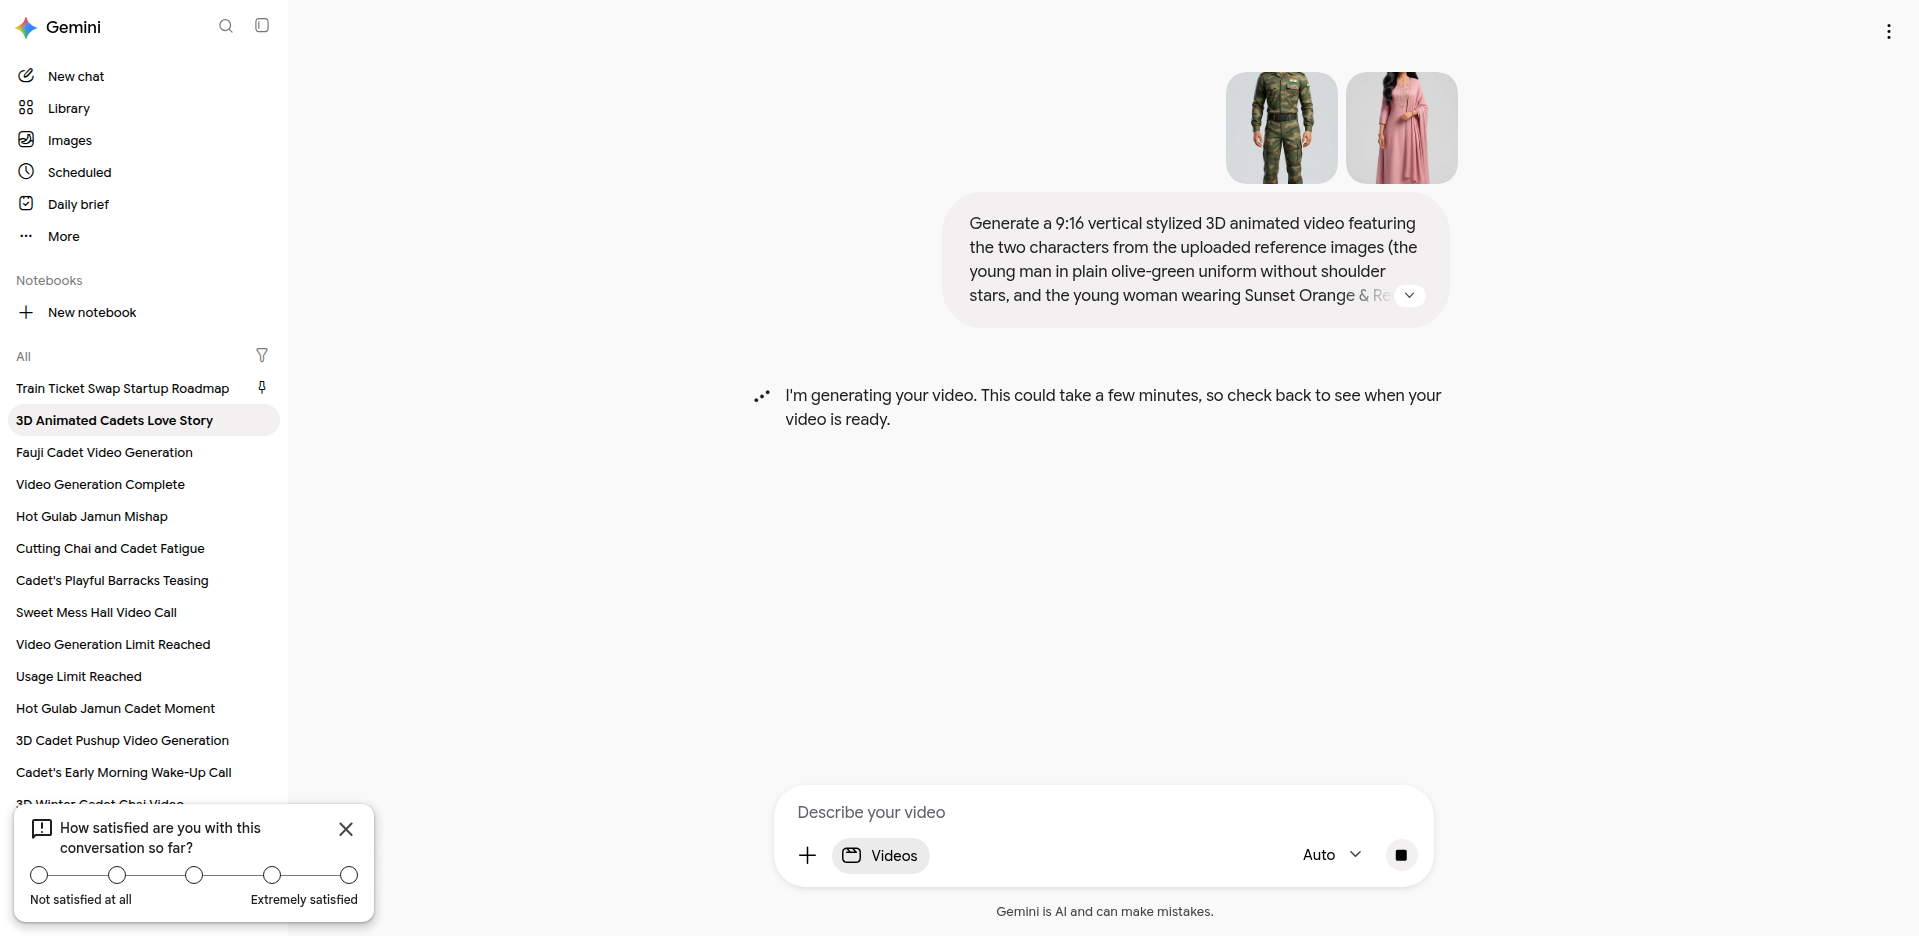 Gemini
New chat
Library
Images
Scheduled
Daily brief
More
Notebooks
New notebook
All
Train Ticket Swap Startup Roadmap
3D Animated Cadets Love Story
Fauji Cadet Video Generation
Video Generation Complete
Hot Gulab Jamun Mishap
Cutting Chai and Cadet Fatigue
Cadet's Playful Barracks Teasing
Sweet Mess Hall Video Call
Video Generation Limit Reached
Usage Limit Reached
Hot Gulab Jamun Cadet Moment
3D Cadet Pushup Video Generation
Cadet's Early Morning Wake-Up Call
3D Winter Cadet Chai Video
How satisfied are you with this
conversation so far?
Not satisfied at all
Extremely satisfied
Generate a 9:16 vertical stylized 3D animated video featuring
the two characters from the uploaded reference images (the
young man in plain olive-green uniform without shoulder
stars, and the young woman wearing Sunset Orange & Re
I'm generating your video. This could take a few minutes, so check back to see when your
video is ready.
Describe your video
Videos
Auto
Gemini is AI and can make mistakes.